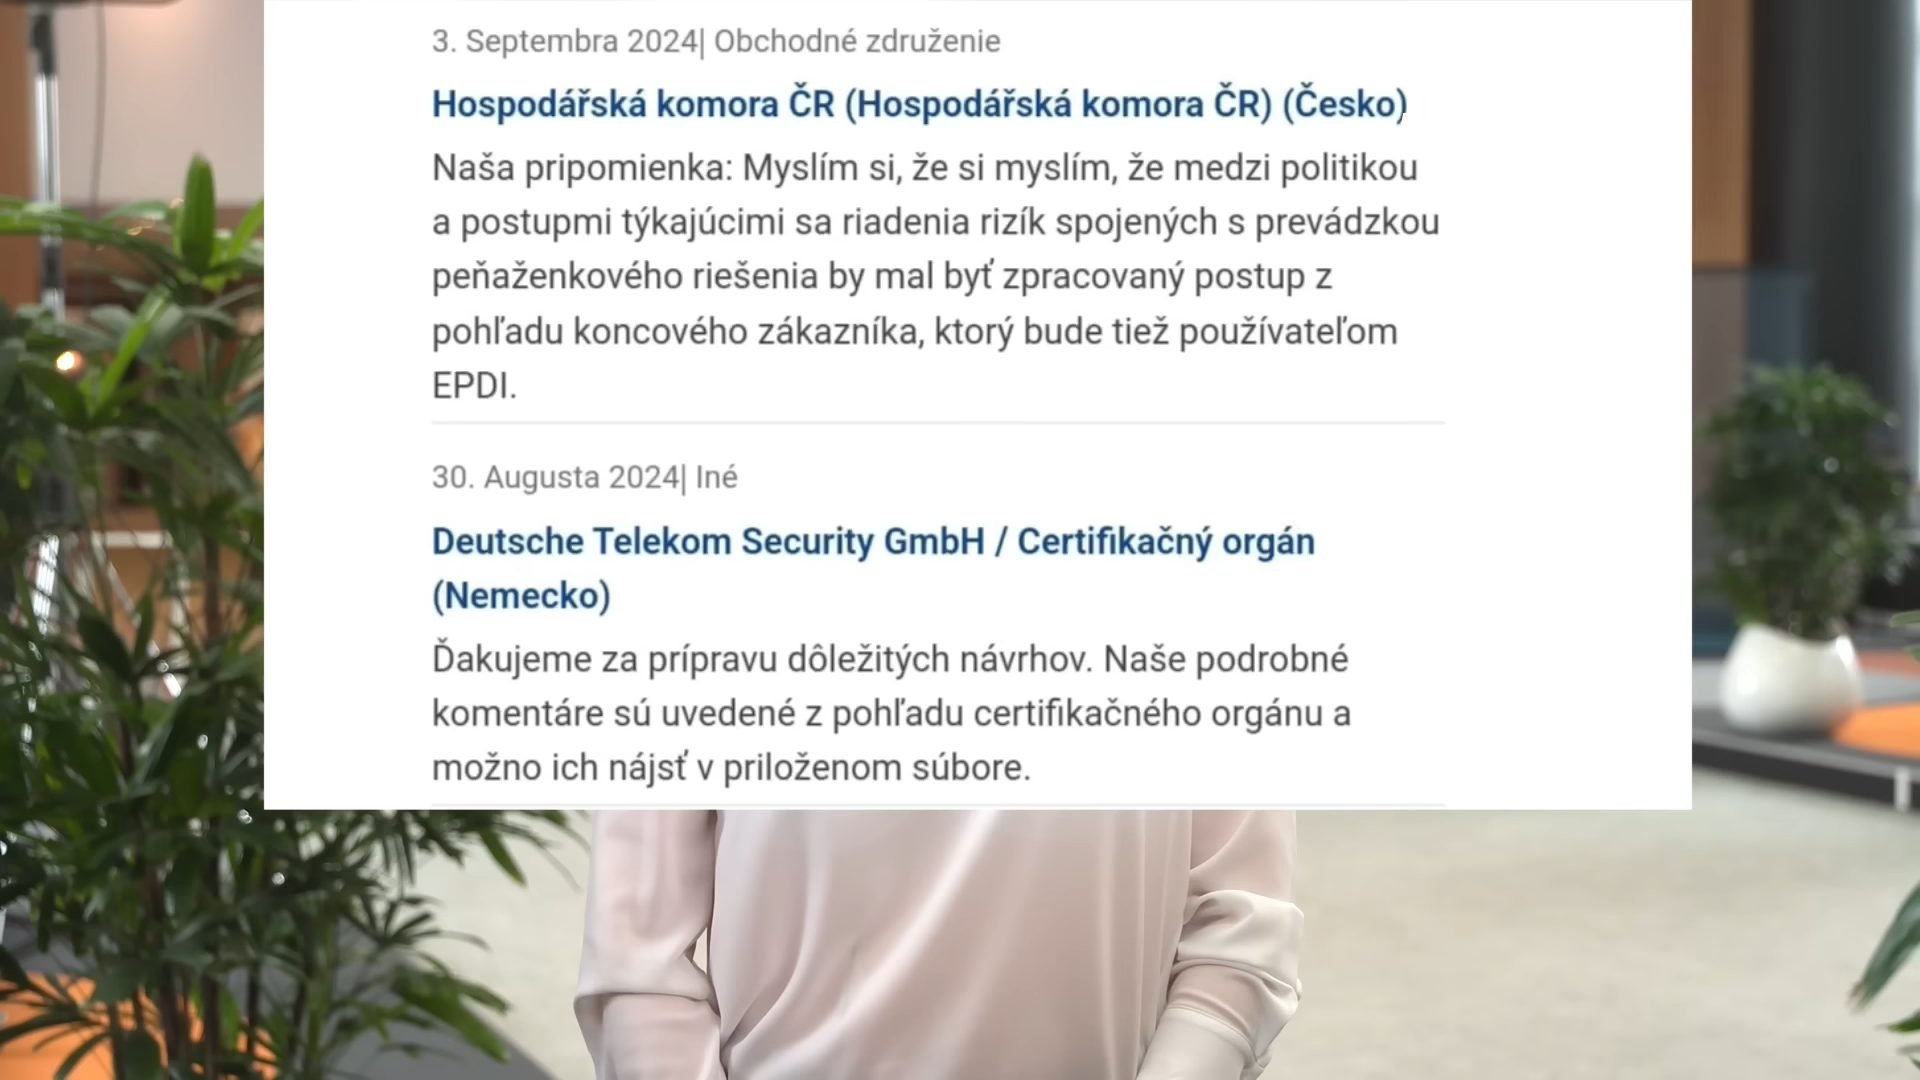 3. Septembra 2024| Obchodné združenie
Hospodářská komora ČR (Hospodářská komora ČR) (Česko)
Naša pripomienka: Myslím si, že si myslím, že medzi politikou
a postupmi týkajúcimi sa riadenia rizík spojených s prevádzkou
peňaženkového riešenia by mal byť zpracovaný postup z
pohľadu koncového zákazníka, ktorý bude tiež používateľom
EPDI.
30. Augusta 2024| Iné
Deutsche Telekom Security GmbH / Certifikačný orgán
(Nemecko)
Ďakujeme za prípravu dôležitých návrhov. Naše podrobné
komentáre sú uvedené z pohľadu certifikačného orgánu a
možno ich nájsť v priloženom súbore.